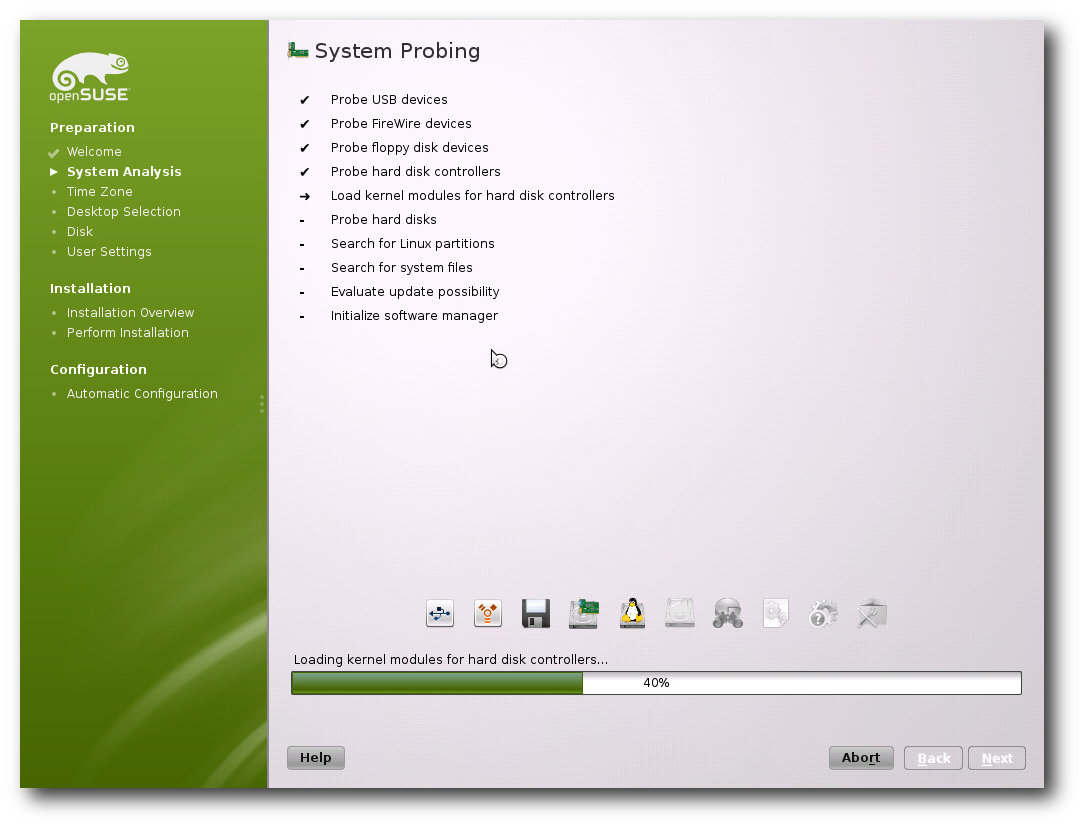 openSUSE
Preparation
Welcome
System Analysis
Time Zone
Desktop Selection
Disk
User Settings
Installation
Installation Overview
Perform Installation
Configuration
Automatic Configuration
System Probing
✔ Probe USB devices
✔ Probe FireWire devices
✔ Probe floppy disk devices
✔ Probe hard disk controllers
➔ Load kernel modules for hard disk controllers
- Probe hard disks
- Search for Linux partitions
- Search for system files
- Evaluate update possibility
- Initialize software manager
Loading kernel modules for hard disk controllers...
40%
Help
Abort
Back
Next